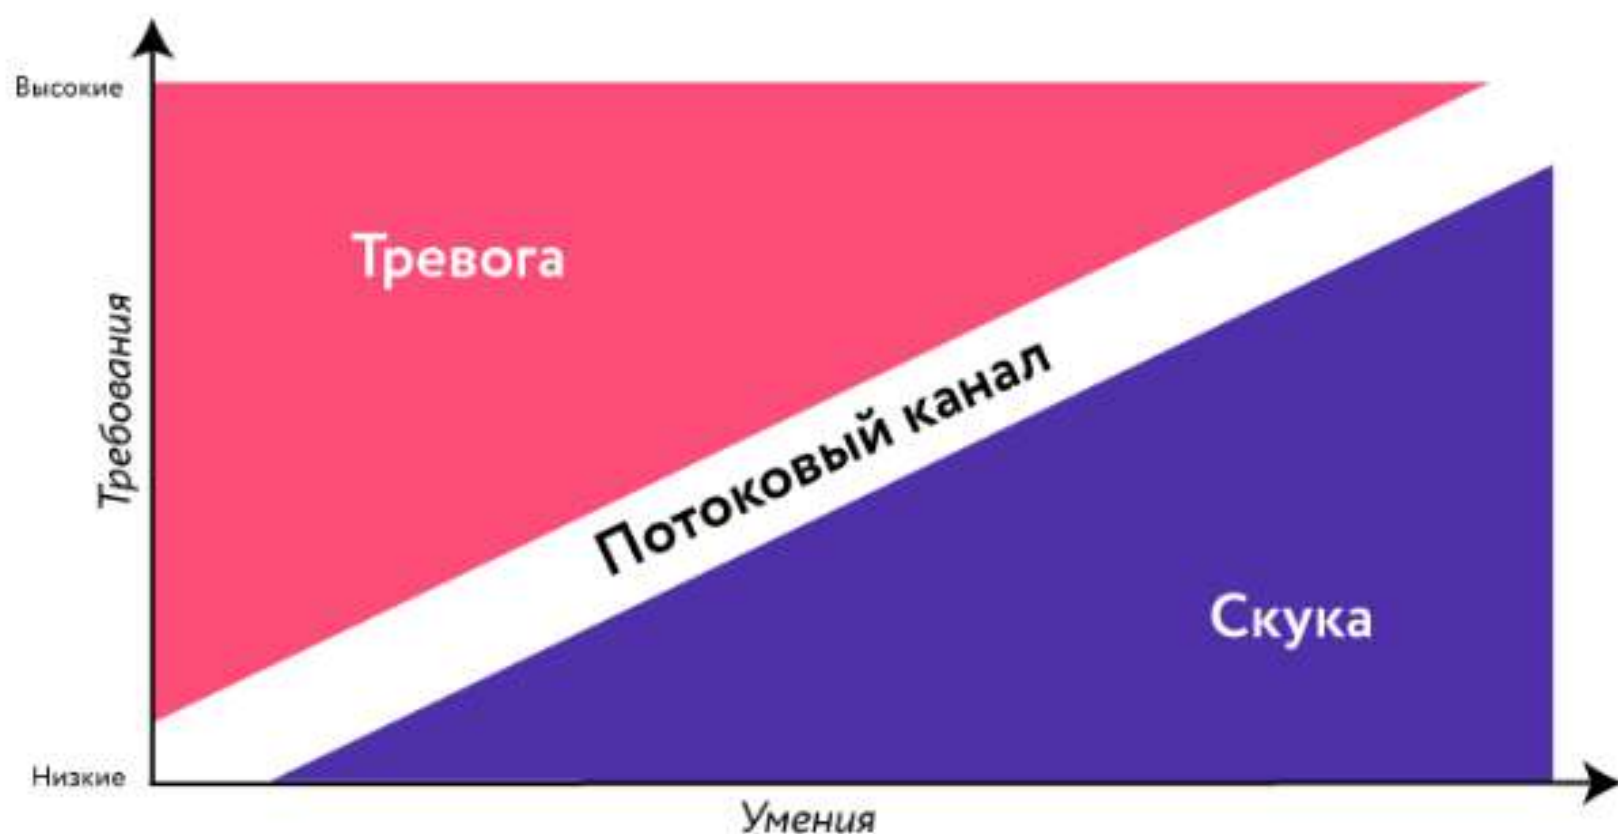 Высокие
Тревога
Требования
Потоковый канал
Скука
Низкие
Умения